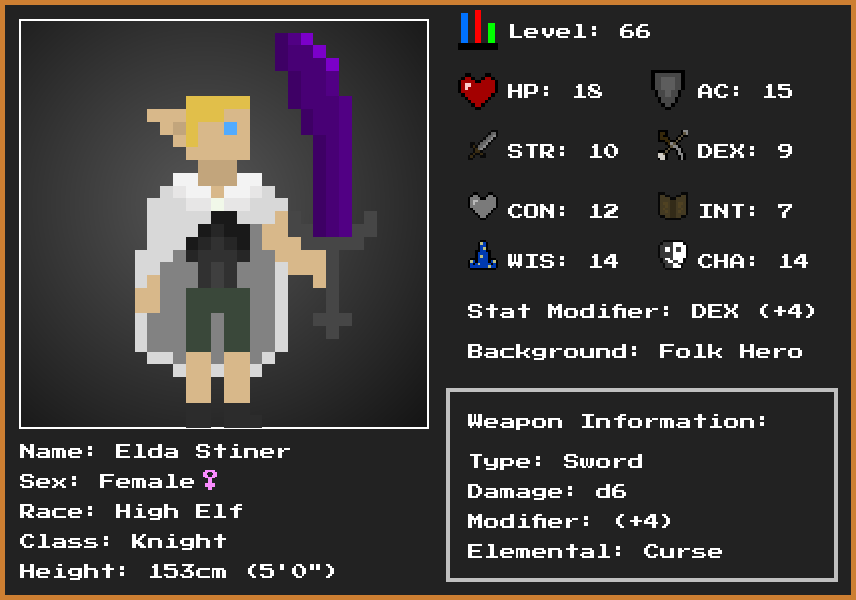 Level: 66
HP: 18
AC: 15
STR: 10
DEX: 9
CON: 12
INT: 7
WIS: 14
CHA: 14
Stat Modifier: DEX (+4)
Background: Folk Hero
Weapon Information:
Type: Sword
Damage: d6
Modifier: (+4)
Elemental: Curse
Name: Elda Stiner
Sex: Female♀
Race: High Elf
Class: Knight
Height: 153cm (5'0")